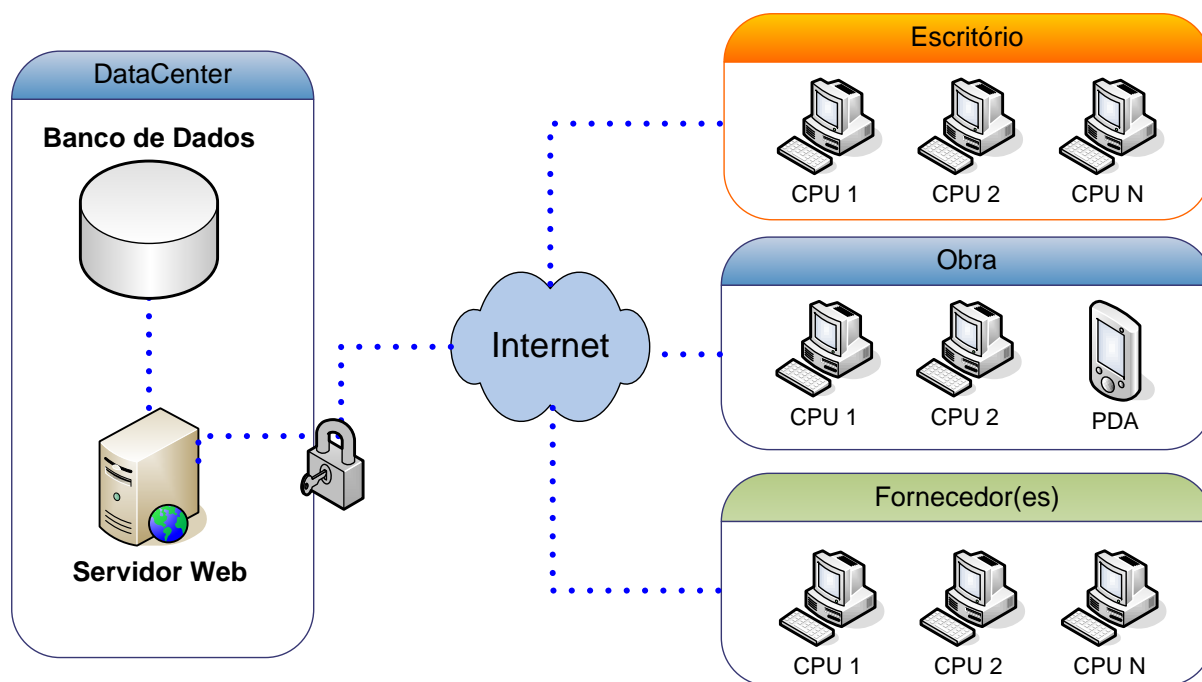 DataCenter
Banco de Dados
Servidor Web
Internet
Escritório
CPU 1
CPU 2
CPU N
Obra
CPU 1
CPU 2
PDA
Fornecedor(es)
CPU 1
CPU 2
CPU N